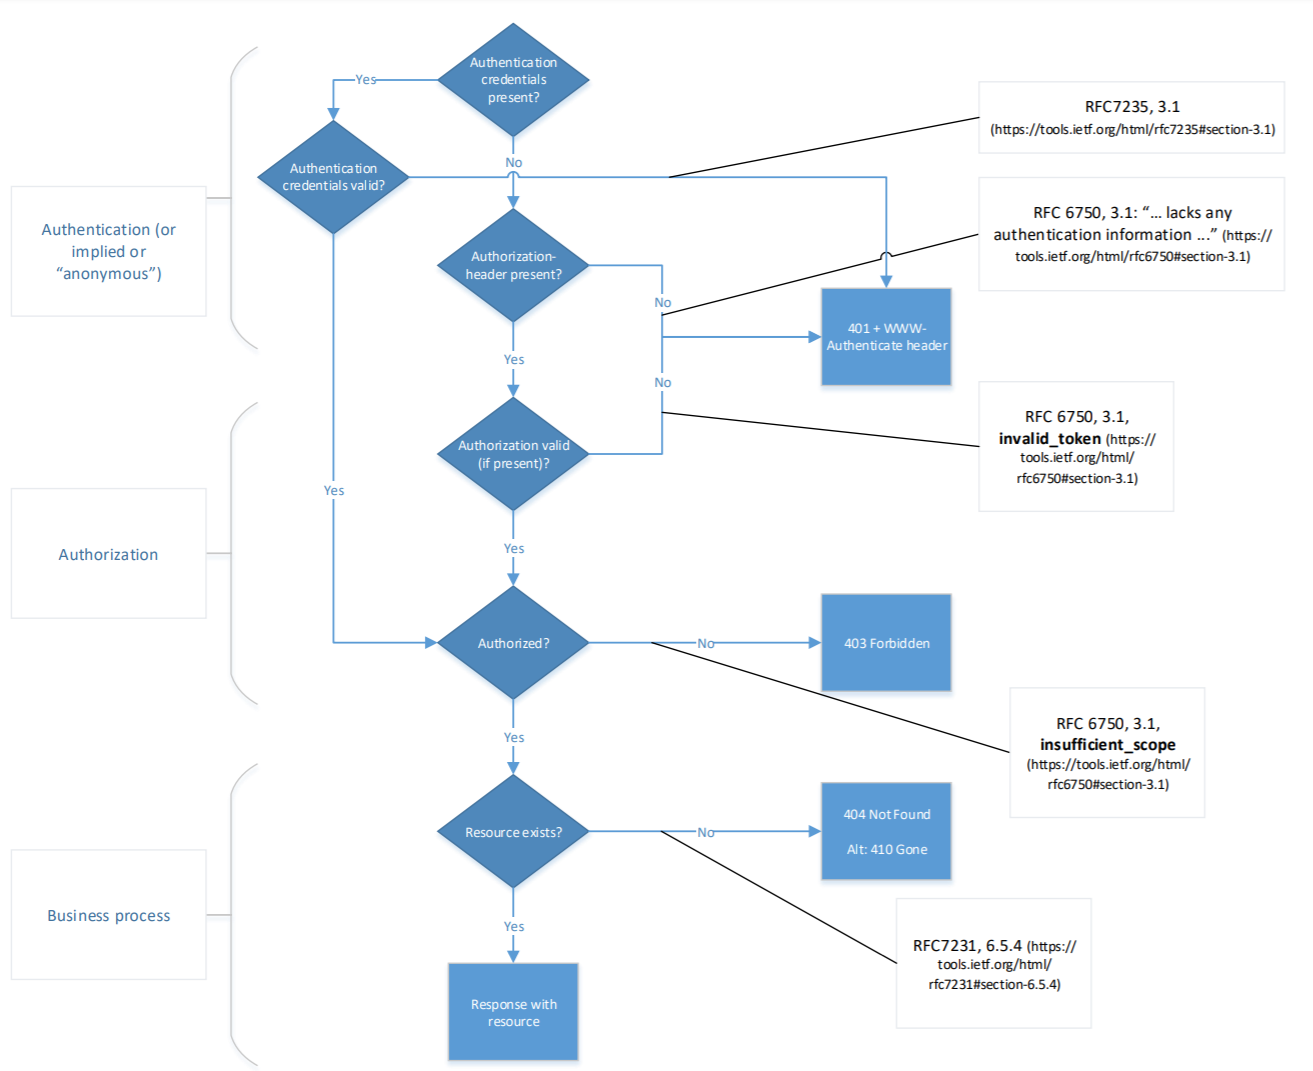 Authentication
credentials
present?
Yes
RFC7235, 3.1
(https://tools.ietf.org/html/rfc7235#section-3.1)
No
Authentication
credentials valid?
RFC 6750, 3.1: “... lacks any
authentication information ...” (https://
tools.ietf.org/html/rfc6750#section-3.1)
Authentication (or
implied or
“anonymous”)
Authorization-
header present?
No
401 + WWW-
Authenticate header
Yes
No
RFC 6750, 3.1,
invalid_token (https://
tools.ietf.org/html/
rfc6750#section-3.1)
Authorization valid
(if present)?
Yes
Authorization
Yes
Authorized?
No
403 Forbidden
RFC 6750, 3.1,
insufficient_scope
(https://tools.ietf.org/html/
rfc6750#section-3.1)
Yes
Resource exists?
No
404 Not Found
Alt: 410 Gone
Business process
Yes
RFC7231, 6.5.4 (https://
tools.ietf.org/html/
rfc7231#section-6.5.4)
Response with
resource